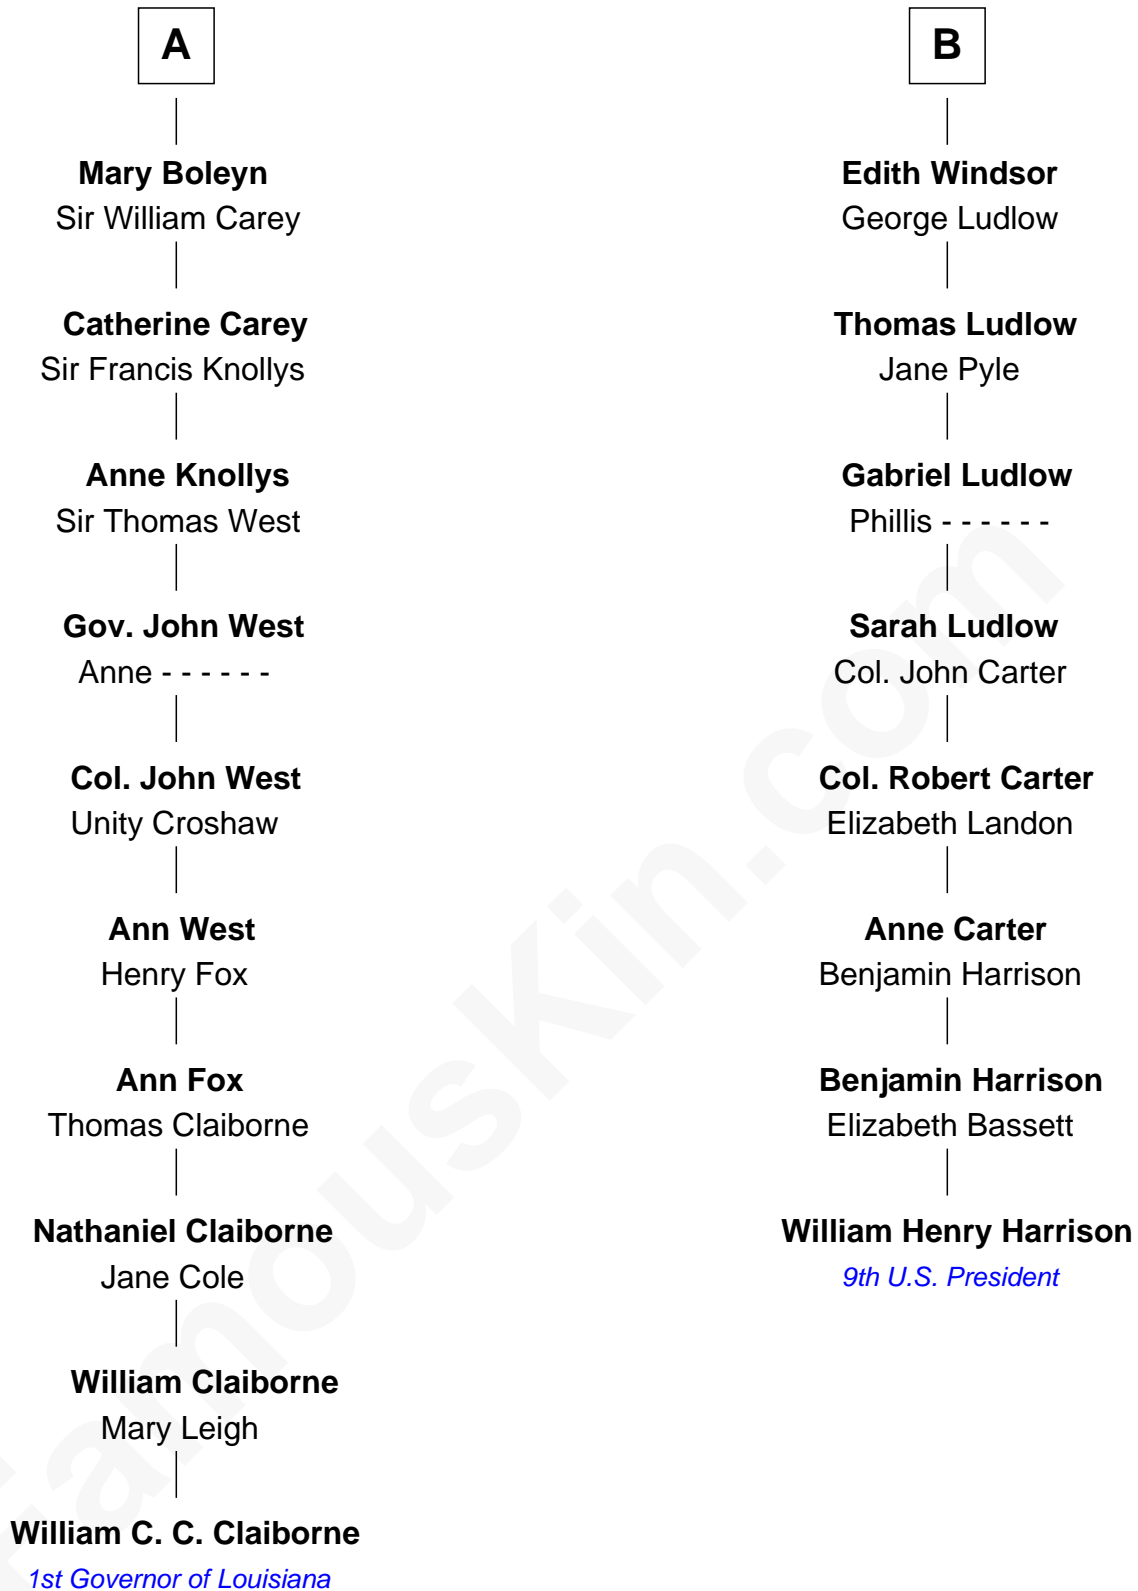 A
Mary Boleyn
Sir William Carey
Catherine Carey
Sir Francis Knollys
Anne Knollys
Sir Thomas West
Gov. John West
Anne - - - - - -
Col. John West
Unity Croshaw
Ann West
Henry Fox
Ann Fox
Thomas Claiborne
Nathaniel Claiborne
Jane Cole
William Claiborne
Mary Leigh
William C. C. Claiborne
1st Governor of Louisiana
B
Edith Windsor
George Ludlow
Thomas Ludlow
Jane Pyle
Gabriel Ludlow
Phillis - - - - - -
Sarah Ludlow
Col. John Carter
Col. Robert Carter
Elizabeth Landon
Anne Carter
Benjamin Harrison
Benjamin Harrison
Elizabeth Bassett
William Henry Harrison
9th U.S. President
FamousKin.com